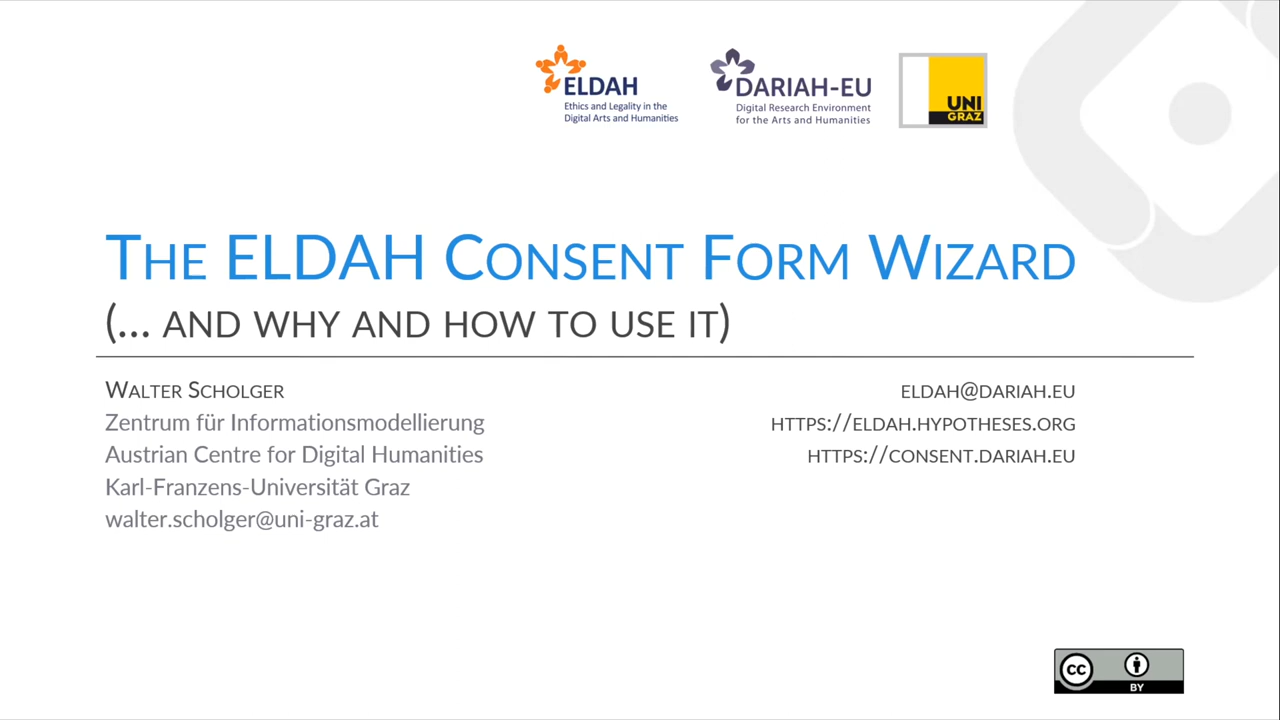 ELDAH
Ethics and Legality in the
Digital Arts and Humanities
DARIAH-EU
Digital Research Environment
for the Arts and Humanities
UNI
GRAZ
THE ELDAH CONSENT FORM WIZARD
(... AND WHY AND HOW TO USE IT)
WALTER SCHOLGER
Zentrum für Informationsmodellierung
Austrian Centre for Digital Humanities
Karl-Franzens-Universität Graz
walter.scholger@uni-graz.at
ELDAH@DARIAH.EU
HTTPS://ELDAH.HYPOTHESES.ORG
HTTPS://CONSENT.DARIAH.EU
CC
BY